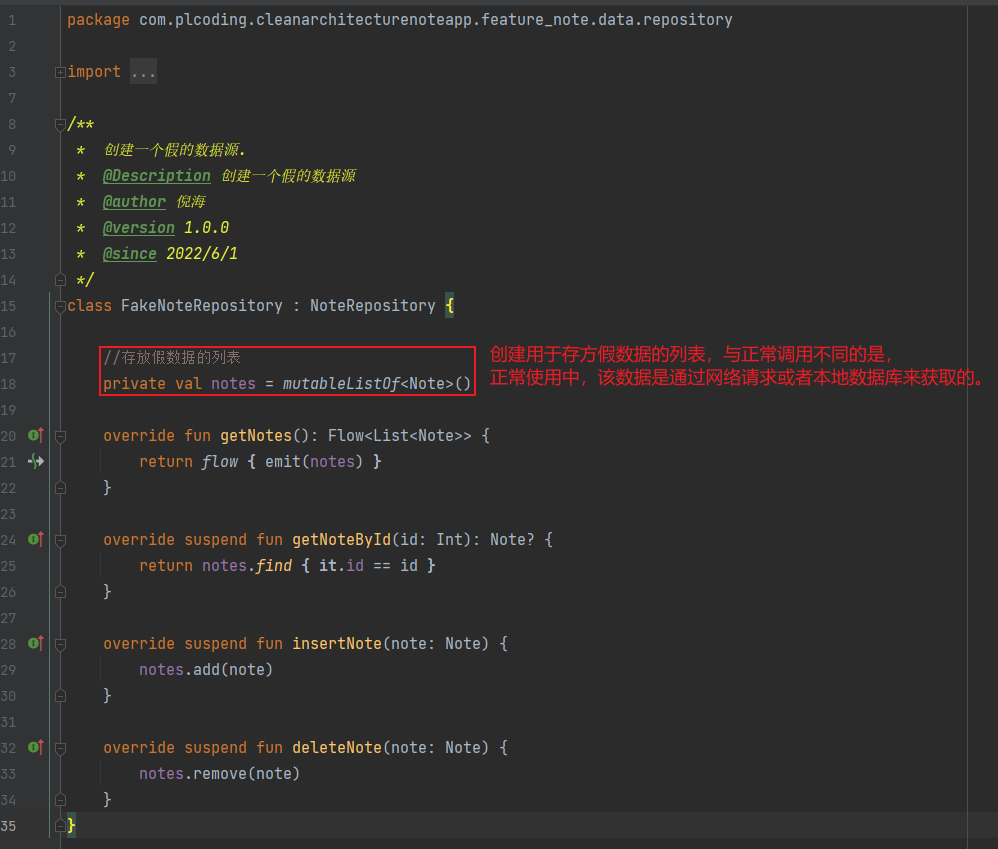 1 package com.plcoding.cleanarchitecturenoteapp.feature_note.data.repository
2
3 import ...
7
8 /**
9 * 创建一个假的数据源.
10 * @Description 创建一个假的数据源
11 * @author 倪海
12 * @version 1.0.0
13 * @since 2022/6/1
14 */
15 class FakeNoteRepository : NoteRepository {
16
17 //存放假数据的列表
创建用于存方假数据的列表，与正常调用不同的是，
18 private val notes = mutableListOf<Note>()
正常使用中，该数据是通过网络请求或者本地数据库来获取的。
19
20 override fun getNotes(): Flow<List<Note>> {
21 return flow { emit(notes) }
22 }
23
24 override suspend fun getNoteById(id: Int): Note? {
25 return notes.find { it.id == id }
26 }
27
28 override suspend fun insertNote(note: Note) {
29 notes.add(note)
30 }
31
32 override suspend fun deleteNote(note: Note) {
33 notes.remove(note)
34 }
35 }